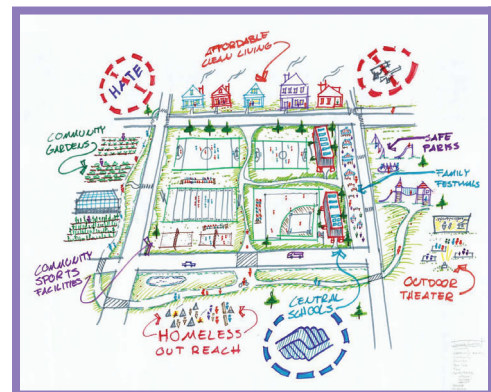 AFFORDABLE
CLEAN LIVING
HATE
COMMUNITY
GARDENS
SAFE
PARKS
FAMILY
FESTIVALS
COMMUNITY
SPORTS
FACILITIES
OUTDOOR
THEATER
CENTRAL
SCHOOLS
HOMELESS
OUT REACH